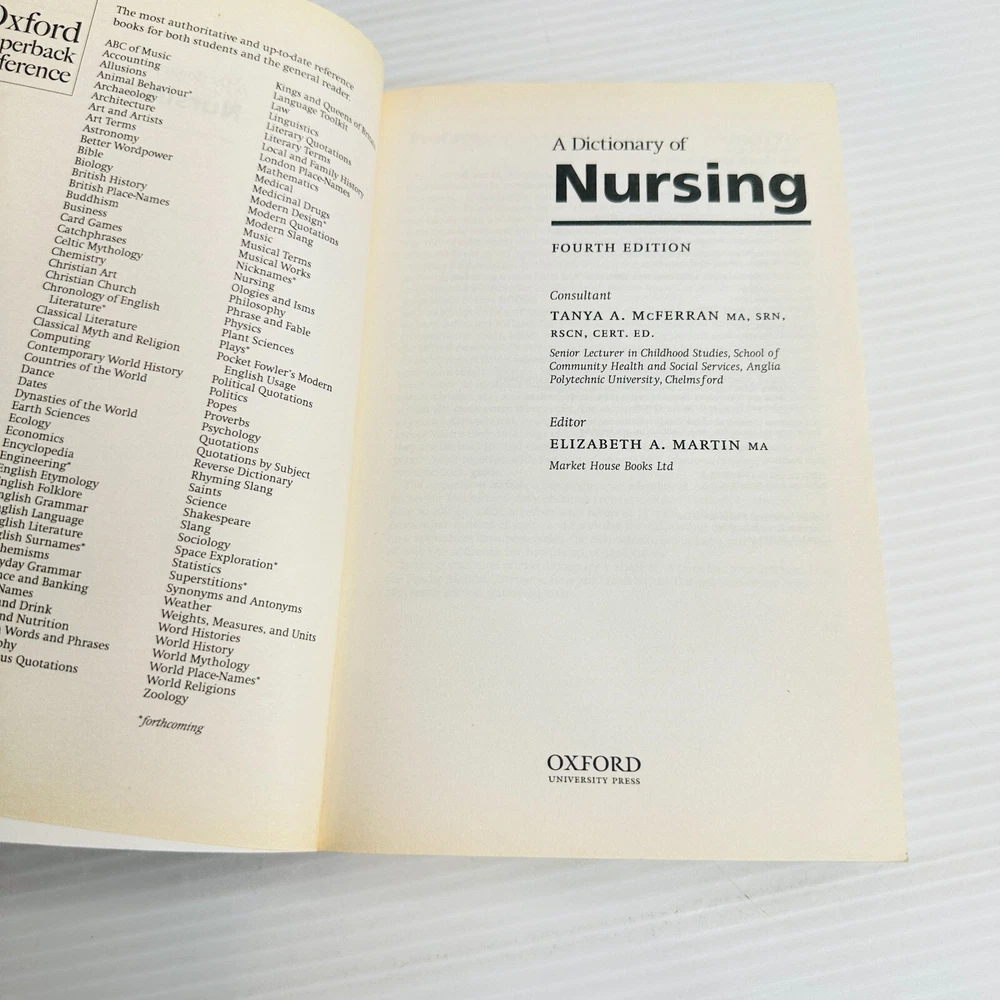 Oxford
Paperback
Reference
The most authoritative and up-to-date reference
books for both students and the general reader.
ABC of Music
Accounting
Allusions
Animal Behaviour*
Archaeology
Architecture
Art and Artists
Art Terms
Astronomy
Better Wordpower
Bible
Biology
British History
British Place-Names
Buddhism
Business
Card Games
Catchphrases
Celtic Mythology
Chemistry
Christian Art
Christian Church
Chronology of English
Literature*
Classical Literature
Classical Myth and Religion
Computing
Contemporary World History
Countries of the World
Dance
Dates
Dynasties of the World
Earth Sciences
Ecology
Economics
Encyclopedia
Engineering*
English Etymology
English Folklore
English Grammar
English Language
English Literature
English Surnames*
hemisms
yday Grammar
nce and Banking
Names
and Drink
nd Nutrition
Words and Phrases
phy
us Quotations
Kings and Queens of
Language Toolkit
Law
Linguistics
Literary Quotations
Literary Terms
Local and Family History
London Place-Names
Mathematics
Medical
Medicinal Drugs
Modern Design*
Modern Quotations
Modern Slang
Music
Musical Terms
Musical Works
Nicknames*
Nursing
Ologies and Isms
Philosophy
Phrase and Fable
Physics
Plant Sciences
Plays*
Pocket Fowler's Modern
English Usage
Political Quotations
Politics
Popes
Proverbs
Psychology
Quotations
Quotations by Subject
Reverse Dictionary
Rhyming Slang
Saints
Science
Shakespeare
Slang
Sociology
Space Exploration*
Statistics
Superstitions*
Synonyms and Antonyms
Weather
Weights, Measures, and Units
Word Histories
World History
World Mythology
World Place-Names*
World Religions
Zoology
*forthcoming
A Dictionary of
Nursing
FOURTH EDITION
Consultant
TANYA A. McFERRAN MA, SRN,
RSCN, CERT. ED.
Senior Lecturer in Childhood Studies, School of
Community Health and Social Services, Anglia
Polytechnic University, Chelmsford
Editor
ELIZABETH A. MARTIN MA
Market House Books Ltd
OXFORD
UNIVERSITY PRESS